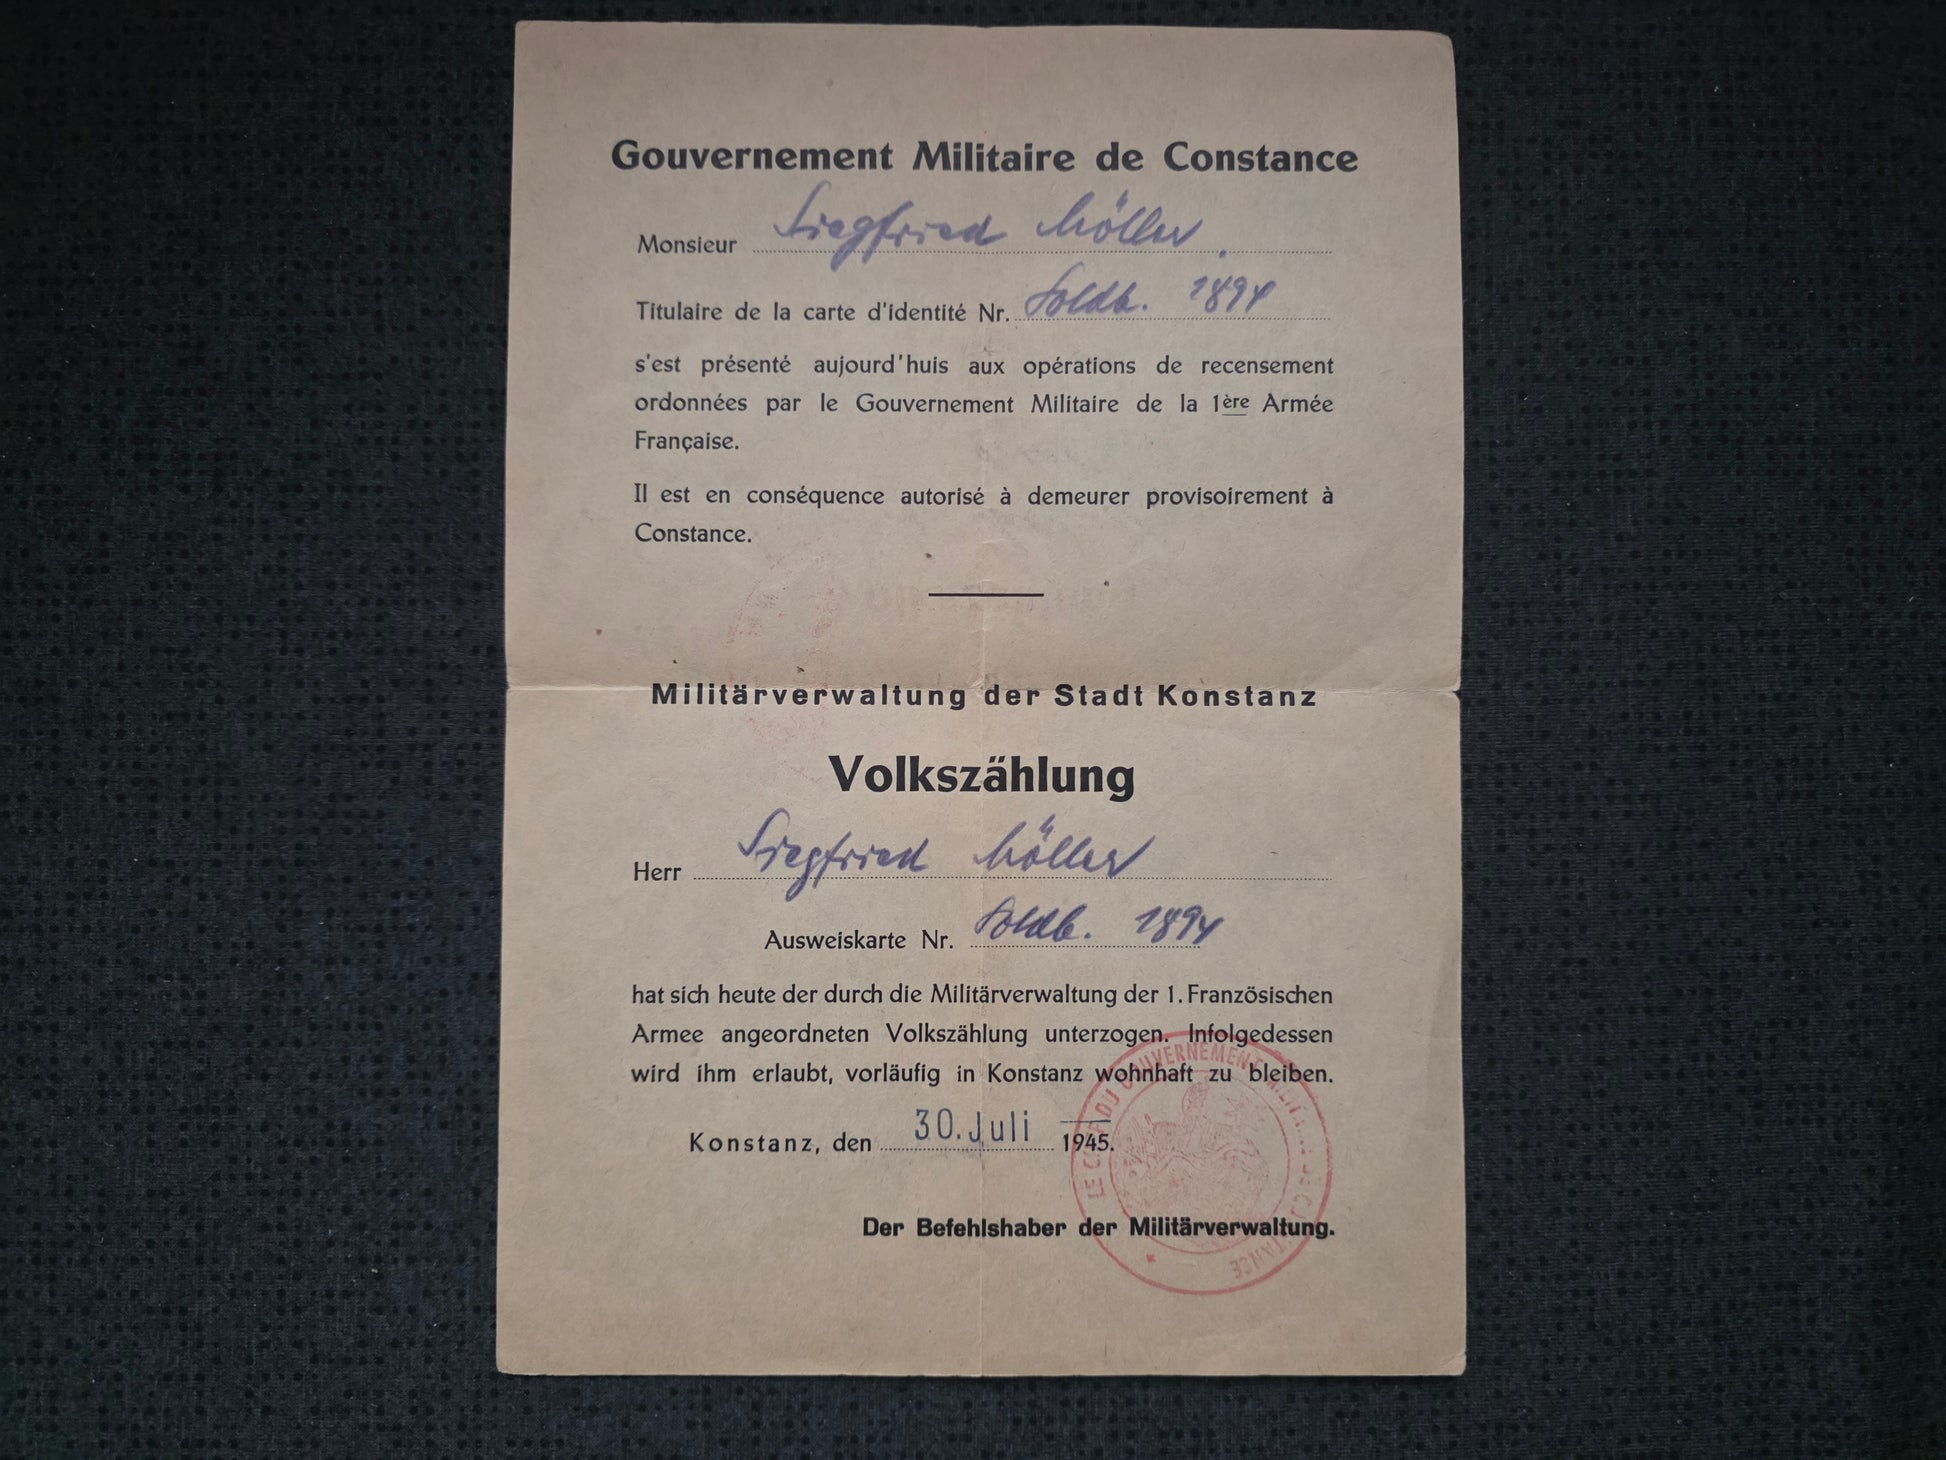 Gouvernement Militaire de Constance
Monsieur Siegfried Möller
Titulaire de la carte d'identité Nr. Soldb. 1894
s'est présenté aujourd'huis aux opérations de recensement
ordonnées par le Gouvernement Militaire de la 1ère Armée
Française.
Il est en conséquence autorisé à demeurer provisoirement à
Constance.
Militärverwaltung der Stadt Konstanz
Volkszählung
Herr Siegfried Möller
Ausweiskarte Nr. Soldb. 1894
hat sich heute der durch die Militärverwaltung der 1. Französischen
Armee angeordneten Volkszählung unterzogen. Infolgedessen
wird ihm erlaubt, vorläufig in Konstanz wohnhaft zu bleiben.
Konstanz, den 30. Juli 1945.
Der Befehlshaber der Militärverwaltung.
DU GOUVERNEMENT